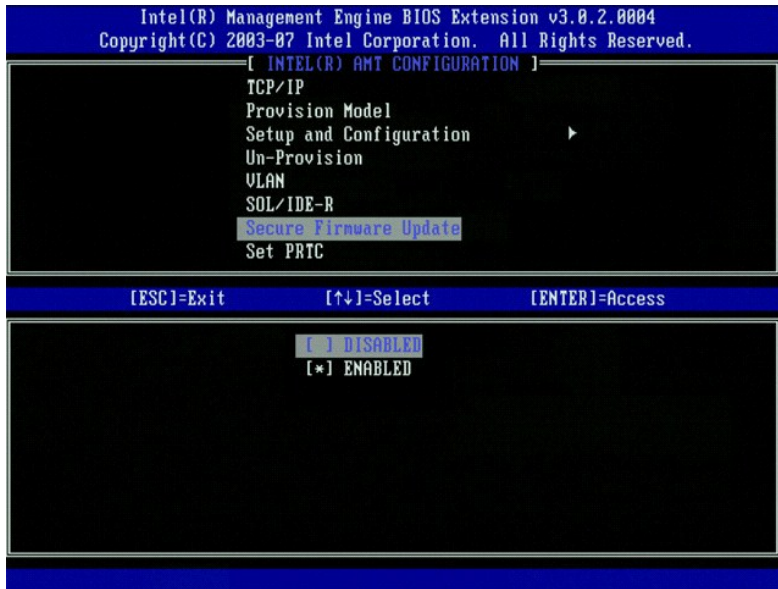 Intel(R) Management Engine BIOS Extension v3.0.2.0004
Copyright(C) 2003-07 Intel Corporation. All Rights Reserved.
[ INTEL(R) AMT CONFIGURATION ]
TCP/IP
Provision Model
Setup and Configuration ►
Un-Provision
VLAN
SOL/IDE-R
Secure Firmware Update
Set PRTC
[ESC]=Exit [↑↓]=Select [ENTER]=Access
[ ] DISABLED
[*] ENABLED